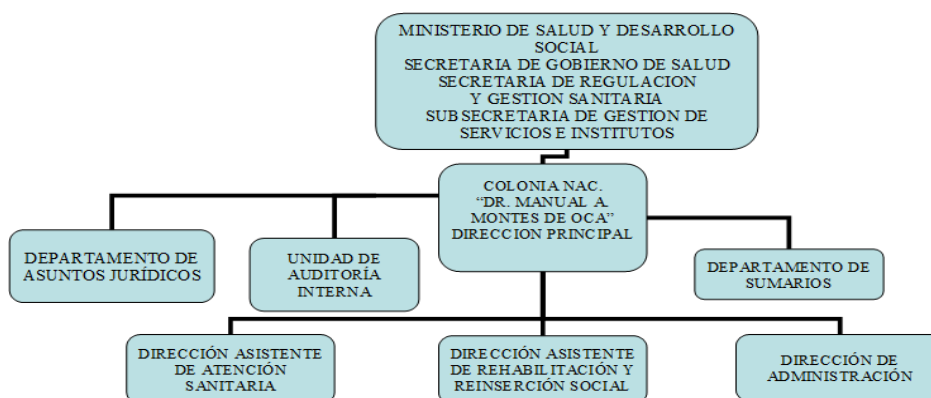 MINISTERIO DE SALUD Y DESARROLLO
SOCIAL
SECRETARIA DE GOBIERNO DE SALUD
SECRETARIA DE REGULACION
Y GESTION SANITARIA
SUBSECRETARIA DE GESTION DE
SERVICIOS E INSTITUTOS
COLONIA NAC.
“DR. MANUAL A.
MONTES DE OCA”
DIRECCION PRINCIPAL
DEPARTAMENTO DE
ASUNTOS JURÍDICOS
UNIDAD DE
AUDITORÍA
INTERNA
DEPARTAMENTO DE
SUMARIOS
DIRECCIÓN ASISTENTE
DE ATENCIÓN
SANITARIA
DIRECCIÓN ASISTENTE
DE REHABILITACIÓN Y
REINSERCIÓN SOCIAL
DIRECCIÓN DE
ADMINISTRACIÓN